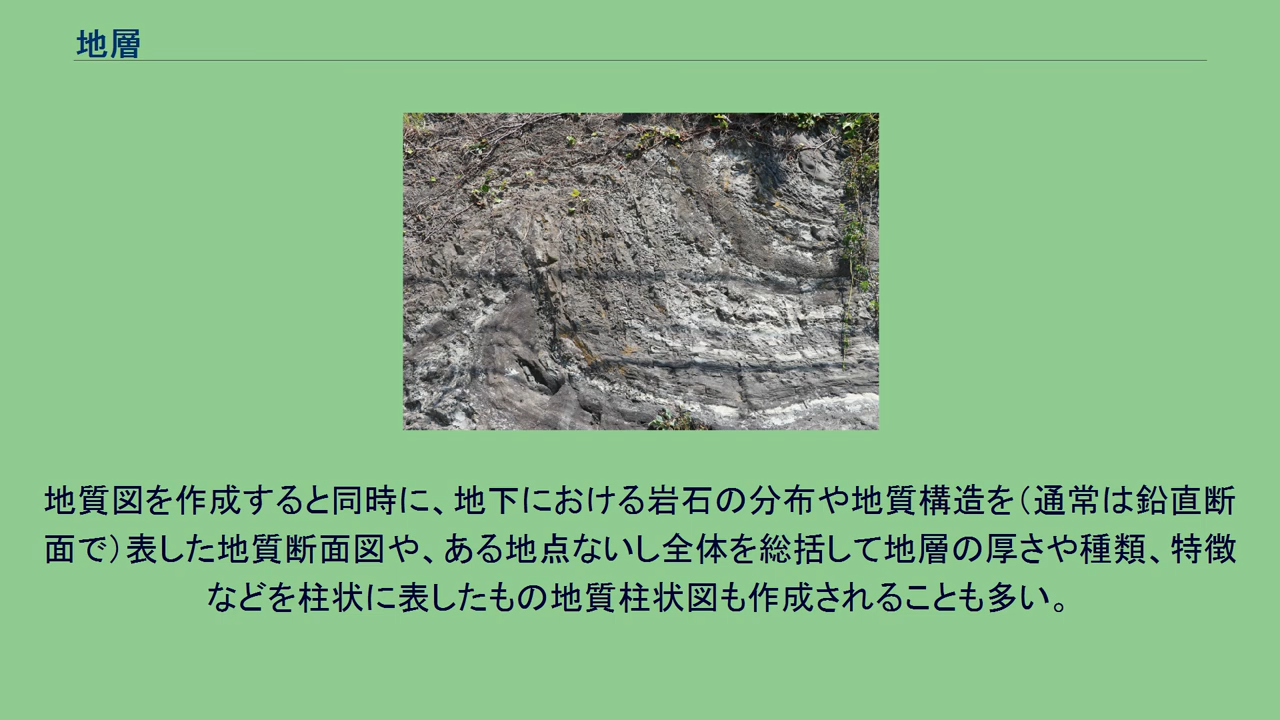 地層
地質図を作成すると同時に、地下における岩石の分布や地質構造を（通常は鉛直断
面で）表した地質断面図や、ある地点ないし全体を総括して地層の厚さや種類、特徴
などを柱状に表したもの地質柱状図も作成されることも多い。